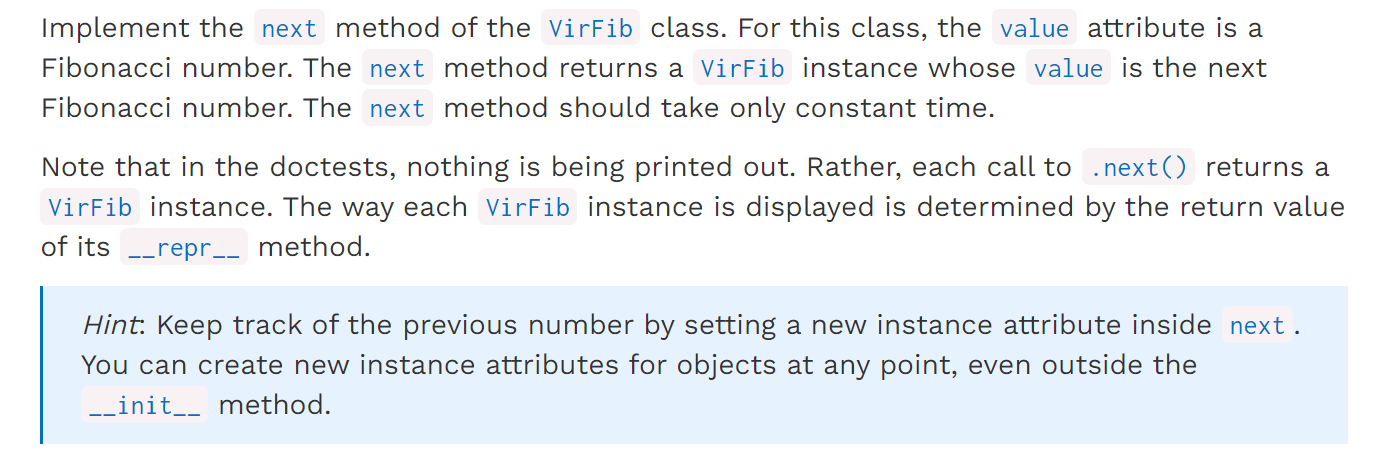 Implement the next method of the VirFib class. For this class, the value attribute is a
Fibonacci number. The next method returns a VirFib instance whose value is the next
Fibonacci number. The next method should take only constant time.
Note that in the doctests, nothing is being printed out. Rather, each call to .next() returns a
VirFib instance. The way each VirFib instance is displayed is determined by the return value
of its __repr__ method.
Hint: Keep track of the previous number by setting a new instance attribute inside next.
You can create new instance attributes for objects at any point, even outside the
__init__ method.